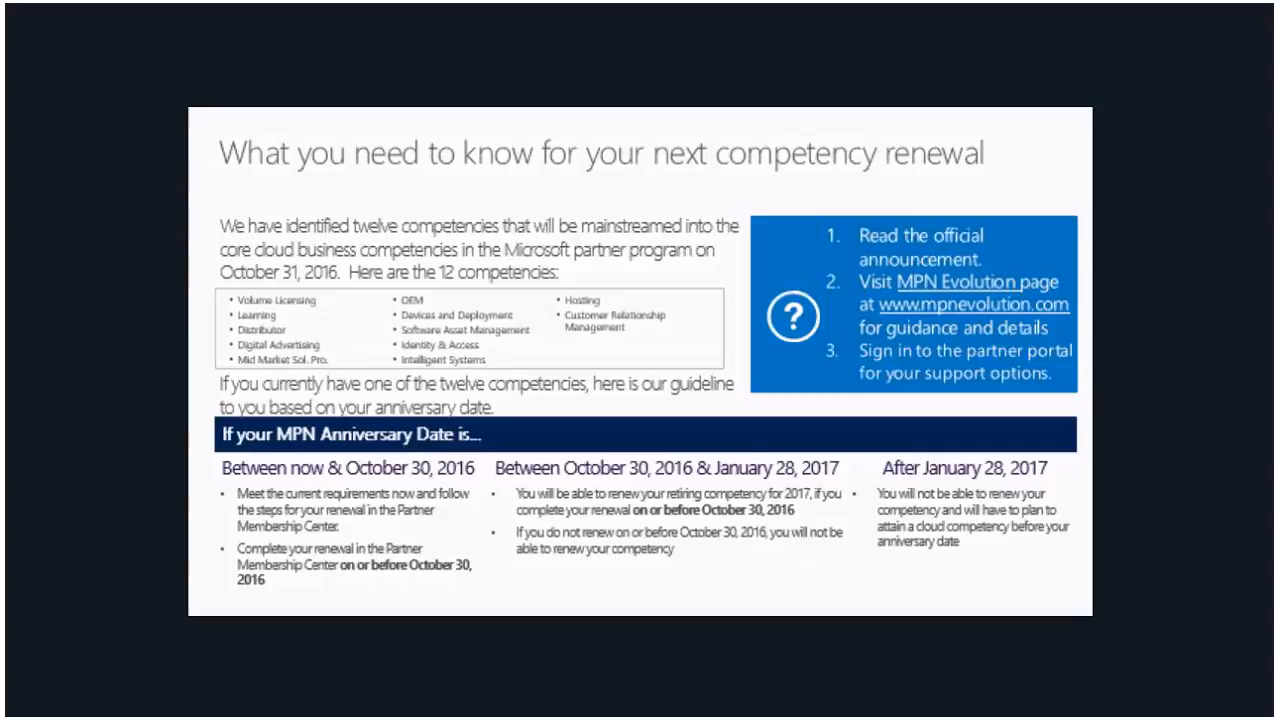 What you need to know for your next competency renewal
We have identified twelve competencies that will be mainstreamed into the
core cloud business competencies in the Microsoft partner program on
October 31, 2016. Here are the 12 competencies:
• Volume Licensing
• Learning
• Distributor
• Digital Advertising
• Mid Market Sol. Pro.
• OEM
• Devices and Deployment
• Software Asset Management
• Identity & Access
• Intelligent Systems
• Hosting
• Customer Relationship
Management
If you currently have one of the twelve competencies, here is our guideline
to you based on your anniversary date.
?
1. Read the official
announcement.
2. Visit MPN Evolution page
at www.mpnevolution.com
for guidance and details
3. Sign in to the partner portal
for your support options.
If your MPN Anniversary Date is...
Between now & October 30, 2016
• Meet the current requirements now and follow
the steps for your renewal in the Partner
Membership Center.
• Complete your renewal in the Partner
Membership Center on or before October 30,
2016
Between October 30, 2016 & January 28, 2017
• You will be able to renew your retiring competency for 2017, if you
complete your renewal on or before October 30, 2016
• If you do not renew on or before October 30, 2016, you will not be
able to renew your competency
After January 28, 2017
• You will not be able to renew your
competency and will have to plan to
attain a cloud competency before your
anniversary date